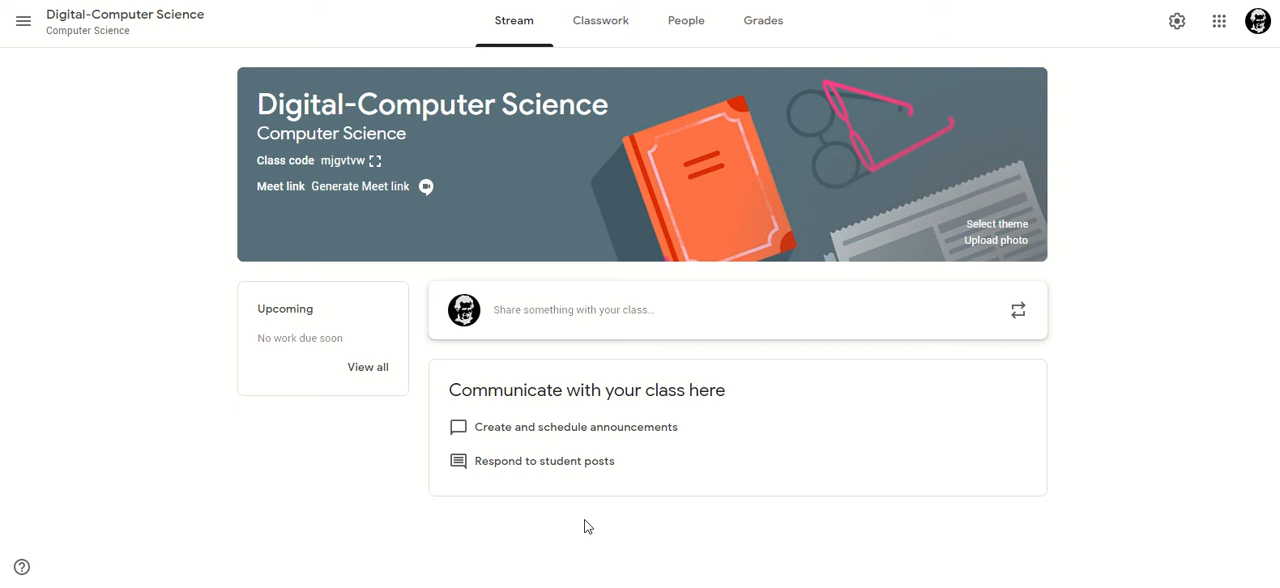 Digital-Computer Science
Computer Science
Stream
Classwork
People
Grades
Digital-Computer Science
Computer Science
Class code mjgvtvw
Meet link Generate Meet link
Select theme
Upload photo
Upcoming
No work due soon
View all
Share something with your class...
Communicate with your class here
Create and schedule announcements
Respond to student posts